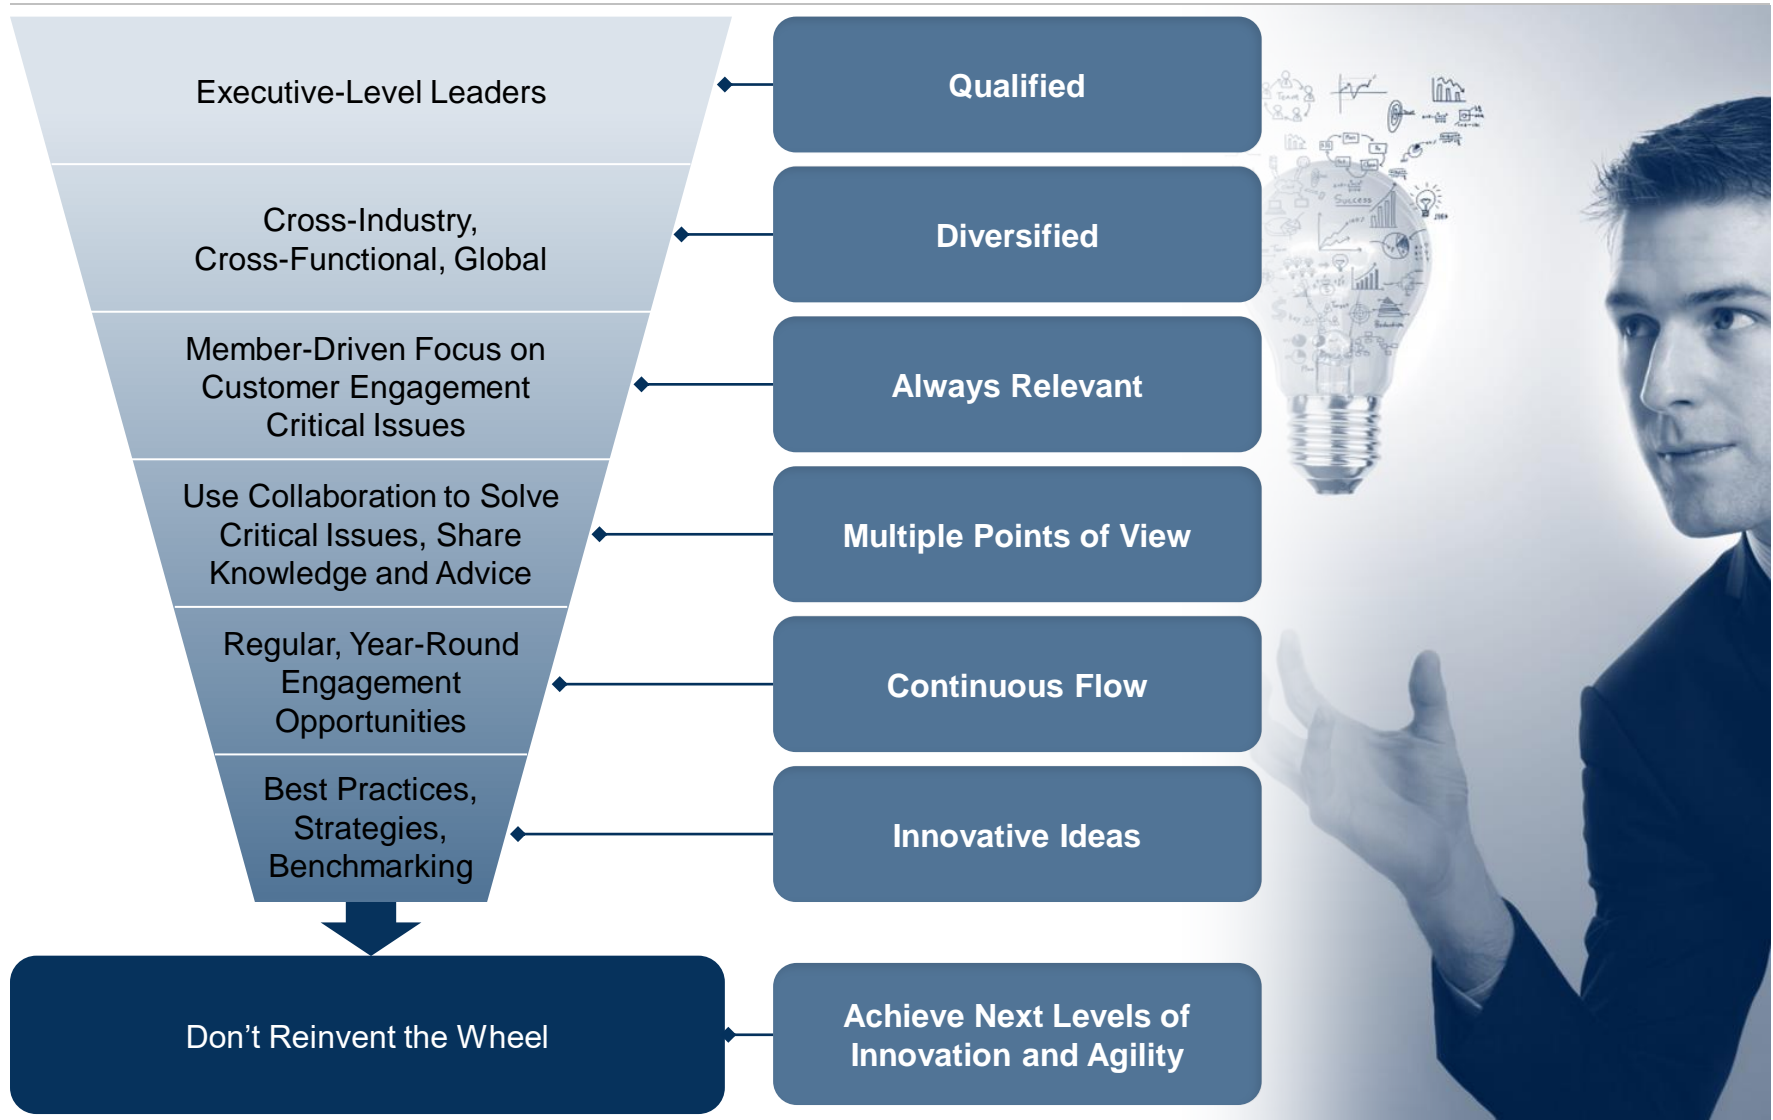 Executive-Level Leaders
Qualified
Cross-Industry,
Cross-Functional, Global
Diversified
Member-Driven Focus on
Customer Engagement
Critical Issues
Always Relevant
Use Collaboration to Solve
Critical Issues, Share
Knowledge and Advice
Multiple Points of View
Regular, Year-Round
Engagement
Opportunities
Continuous Flow
Best Practices,
Strategies,
Benchmarking
Innovative Ideas
Don’t Reinvent the Wheel
Achieve Next Levels of
Innovation and Agility
Team
Success